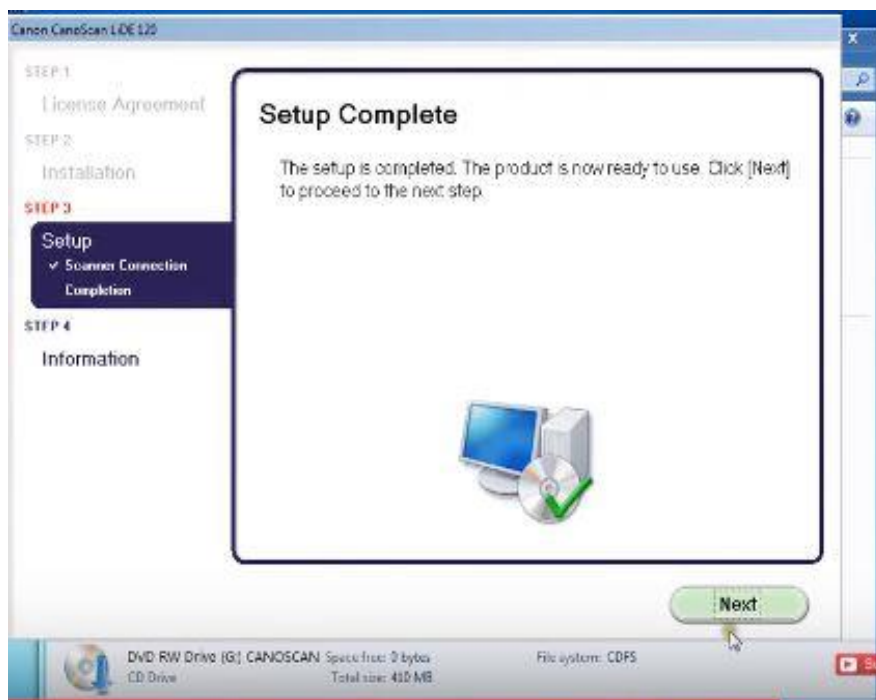 Canon CanoScan LiDE 120
STEP 1
License Agreement
STEP 2
Installation
STEP 3
Setup
Scanner Connection
Completion
STEP 4
Information
Setup Complete
The setup is completed. The product is now ready to use. Click [Next]
to proceed to the next step.
Next
DVD RW Drive (G:) CANOSCAN Space free: 0 bytes File system: CDFS
CD Drive Total size: 410 MB